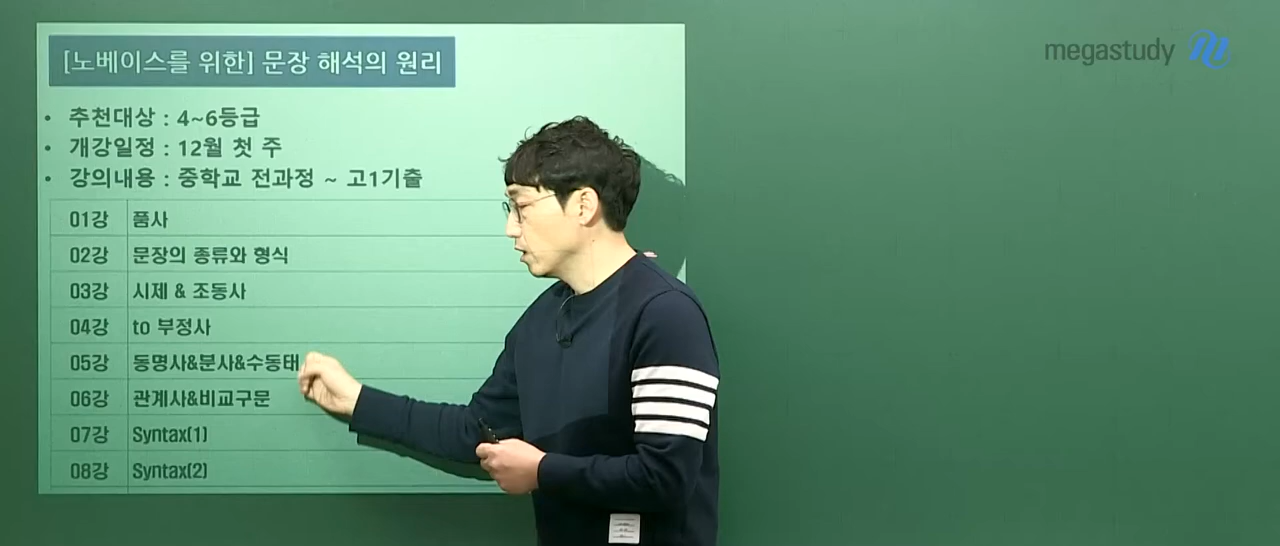 [노베이스를 위한] 문장 해석의 원리
megastudy
• 추천대상 : 4~6등급
• 개강일정 : 12월 첫 주
• 강의내용 : 중학교 전과정 ~ 고1기출
01강 품사
02강 문장의 종류와 형식
03강 시제 & 조동사
04강 to 부정사
05강 동명사&분사&수동태
06강 관계사&비교구문
07강 Syntax(1)
08강 Syntax(2)